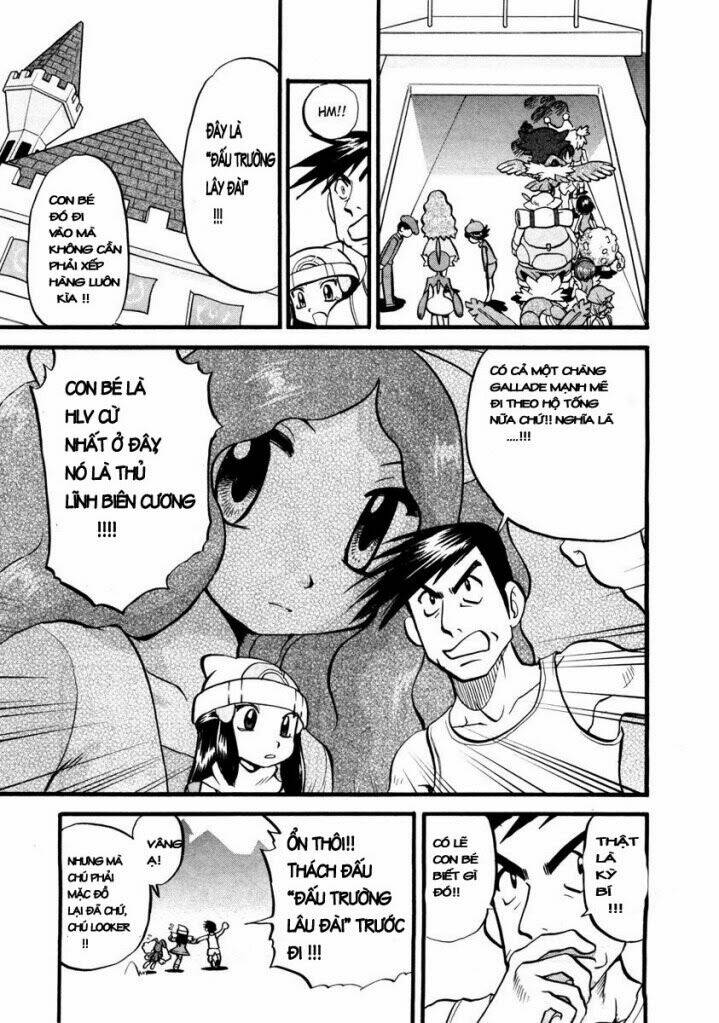 HM!!
ĐÂY LÀ
"ĐẤU TRƯỜNG
LÂY ĐÀI"
!!!
CON BÉ
ĐÓ ĐI
VÀO MÀ
KHÔNG CẦN
PHẢI XẾP
HÀNG LUÔN
KÌA !!
CÓ CẢ MỘT CHÀNG
GALLADE MẠNH MẼ
ĐI THEO HỘ TỐNG
NỮA CHỨ!! NGHĨA LÀ
....!!!
CON BÉ LÀ
HLV CỪ
NHẤT Ở ĐÂY,
NÓ LÀ THỦ
LĨNH BIÊN CƯƠNG
!!!!
THẬT
LÀ KỲ
BÍ
!!!
CÓ LẼ
CON BÉ
BIẾT GÌ
ĐÓ!!
ỔN THÔI!!
THÁCH ĐẤU
"ĐẤU TRƯỜNG
LÂU ĐÀI" TRƯỚC
ĐI !!!
VÂNG
Ạ!
NHƯNG MÀ
CHÚ PHẢI
MẶC ĐỒ
LẠI ĐÃ CHỨ,
CHÚ LOOKER
!!